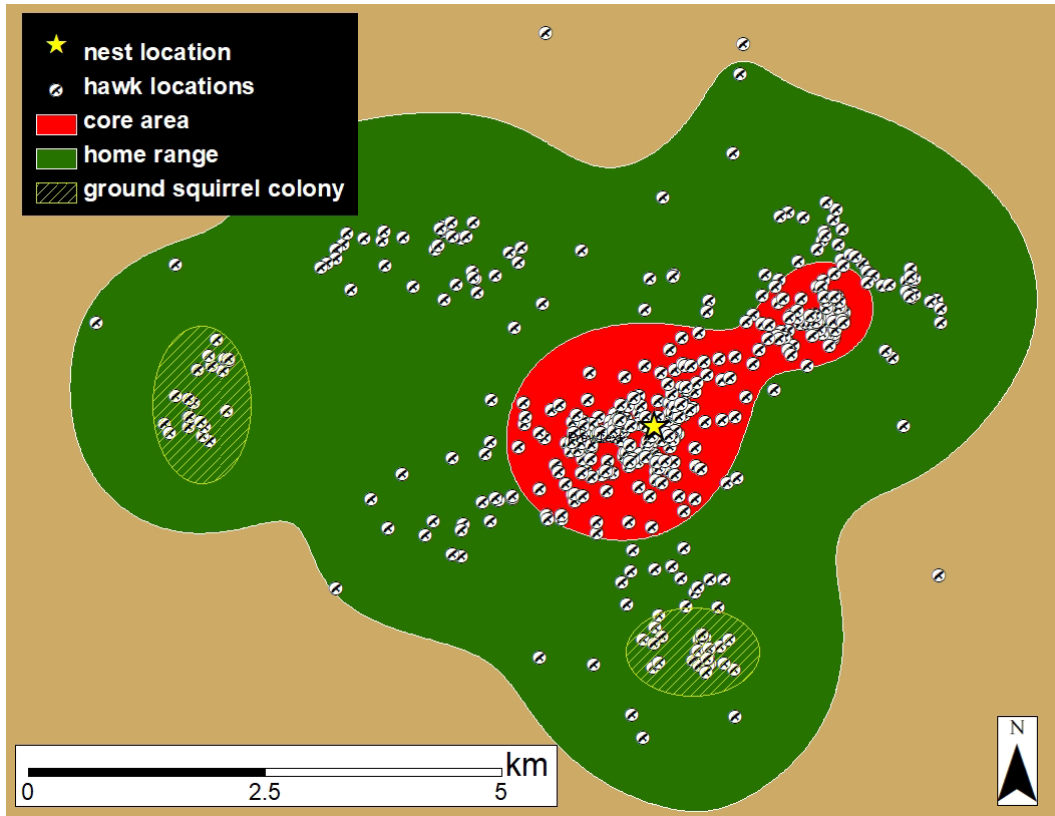 nest location
hawk locations
core area
home range
ground squirrel colony
N
km
0 2.5 5